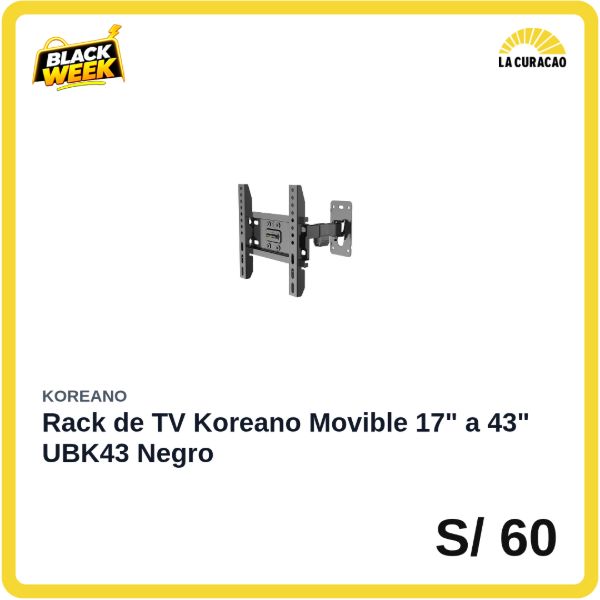 BLACK
WEEK
LA CURACAO
KOREANO
Rack de TV Koreano Movible 17" a 43"
UBK43 Negro
S/ 60